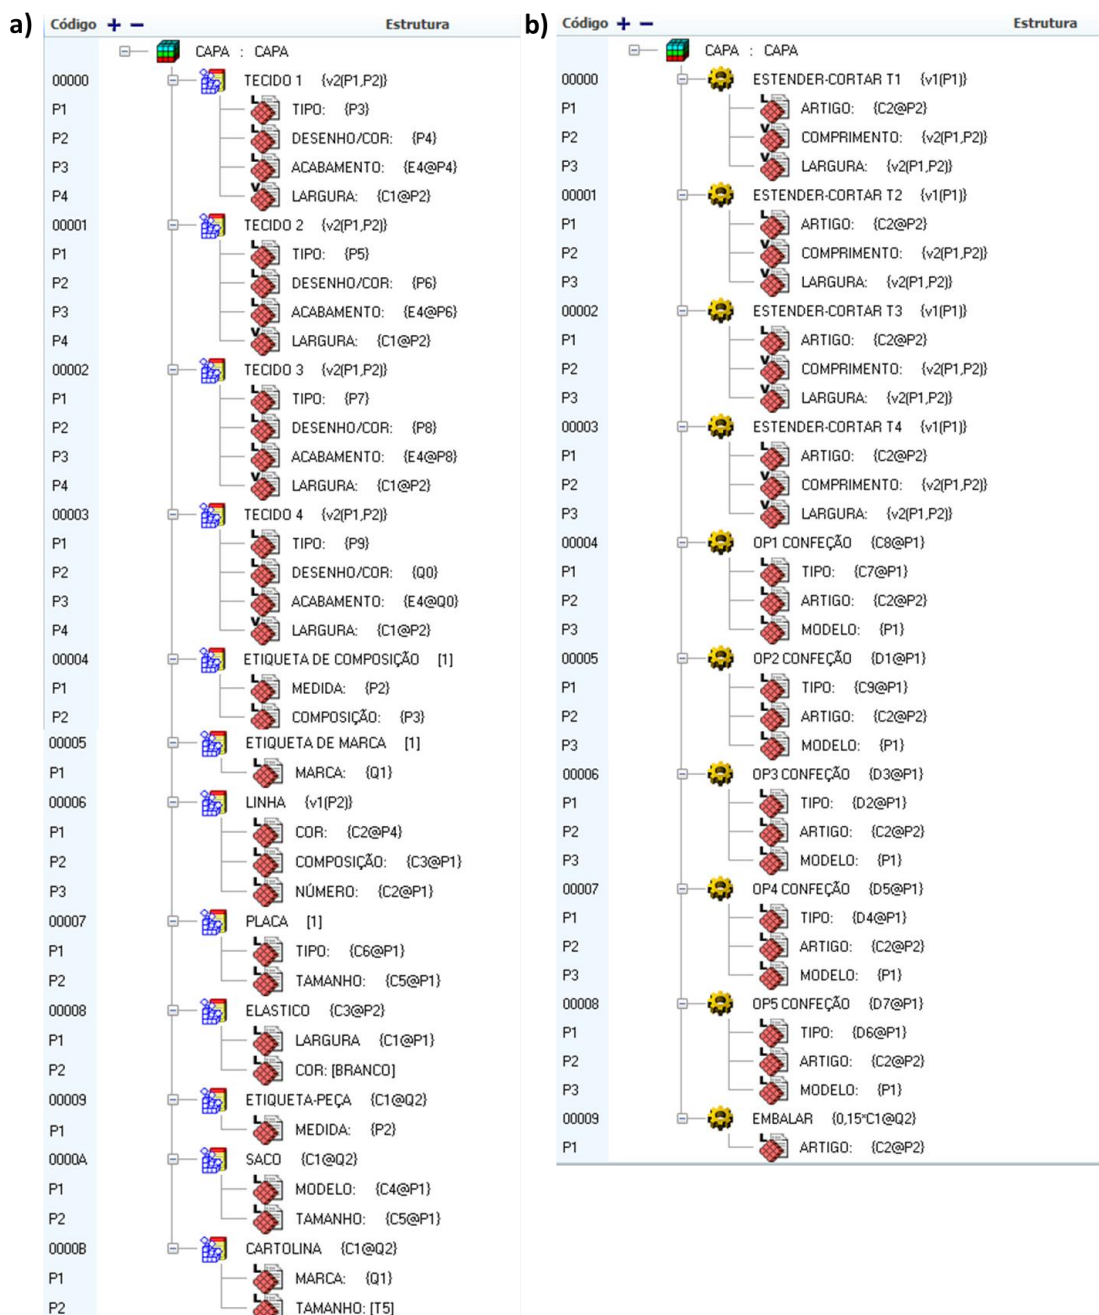 a)
Código + − Estrutura
CAPA : CAPA
00000 TECIDO 1 {v2(P1,P2)}
P1 TIPO: {P3}
P2 DESENHO/COR: {P4}
P3 ACABAMENTO: {E4@P4}
P4 LARGURA: {C1@P2}
00001 TECIDO 2 {v2(P1,P2)}
P1 TIPO: {P5}
P2 DESENHO/COR: {P6}
P3 ACABAMENTO: {E4@P6}
P4 LARGURA: {C1@P2}
00002 TECIDO 3 {v2(P1,P2)}
P1 TIPO: {P7}
P2 DESENHO/COR: {P8}
P3 ACABAMENTO: {E4@P8}
P4 LARGURA: {C1@P2}
00003 TECIDO 4 {v2(P1,P2)}
P1 TIPO: {P9}
P2 DESENHO/COR: {Q0}
P3 ACABAMENTO: {E4@Q0}
P4 LARGURA: {C1@P2}
00004 ETIQUETA DE COMPOSIÇÃO [1]
P1 MEDIDA: {P2}
P2 COMPOSIÇÃO: {P3}
00005 ETIQUETA DE MARCA [1]
P1 MARCA: {Q1}
00006 LINHA {v1(P2)}
P1 COR: {C2@P4}
P2 COMPOSIÇÃO: {C3@P1}
P3 NÚMERO: {C2@P1}
00007 PLACA [1]
P1 TIPO: {C6@P1}
P2 TAMANHO: {C5@P1}
00008 ELASTICO {C3@P2}
P1 LARGURA {C1@P1}
P2 COR: [BRANCO]
00009 ETIQUETA-PEÇA {C1@Q2}
P1 MEDIDA: {P2}
0000A SACO {C1@Q2}
P1 MODELO: {C4@P1}
P2 TAMANHO: {C5@P1}
0000B CARTOLINA {C1@Q2}
P1 MARCA: {Q1}
P2 TAMANHO: [T5]
b)
Código + − Estrutura
CAPA : CAPA
00000 ESTENDER-CORTAR T1 {v1(P1)}
P1 ARTIGO: {C2@P2}
P2 COMPRIMENTO: {v2(P1,P2)}
P3 LARGURA: {v2(P1,P2)}
00001 ESTENDER-CORTAR T2 {v1(P1)}
P1 ARTIGO: {C2@P2}
P2 COMPRIMENTO: {v2(P1,P2)}
P3 LARGURA: {v2(P1,P2)}
00002 ESTENDER-CORTAR T3 {v1(P1)}
P1 ARTIGO: {C2@P2}
P2 COMPRIMENTO: {v2(P1,P2)}
P3 LARGURA: {v2(P1,P2)}
00003 ESTENDER-CORTAR T4 {v1(P1)}
P1 ARTIGO: {C2@P2}
P2 COMPRIMENTO: {v2(P1,P2)}
P3 LARGURA: {v2(P1,P2)}
00004 OP1 CONFEÇÃO {C8@P1}
P1 TIPO: {C7@P1}
P2 ARTIGO: {C2@P2}
P3 MODELO: {P1}
00005 OP2 CONFEÇÃO {D1@P1}
P1 TIPO: {C9@P1}
P2 ARTIGO: {C2@P2}
P3 MODELO: {P1}
00006 OP3 CONFEÇÃO {D3@P1}
P1 TIPO: {D2@P1}
P2 ARTIGO: {C2@P2}
P3 MODELO: {P1}
00007 OP4 CONFEÇÃO {D5@P1}
P1 TIPO: {D4@P1}
P2 ARTIGO: {C2@P2}
P3 MODELO: {P1}
00008 OP5 CONFEÇÃO {D7@P1}
P1 TIPO: {D6@P1}
P2 ARTIGO: {C2@P2}
P3 MODELO: {P1}
00009 EMBALAR {0,15*C1@Q2}
P1 ARTIGO: {C2@P2}